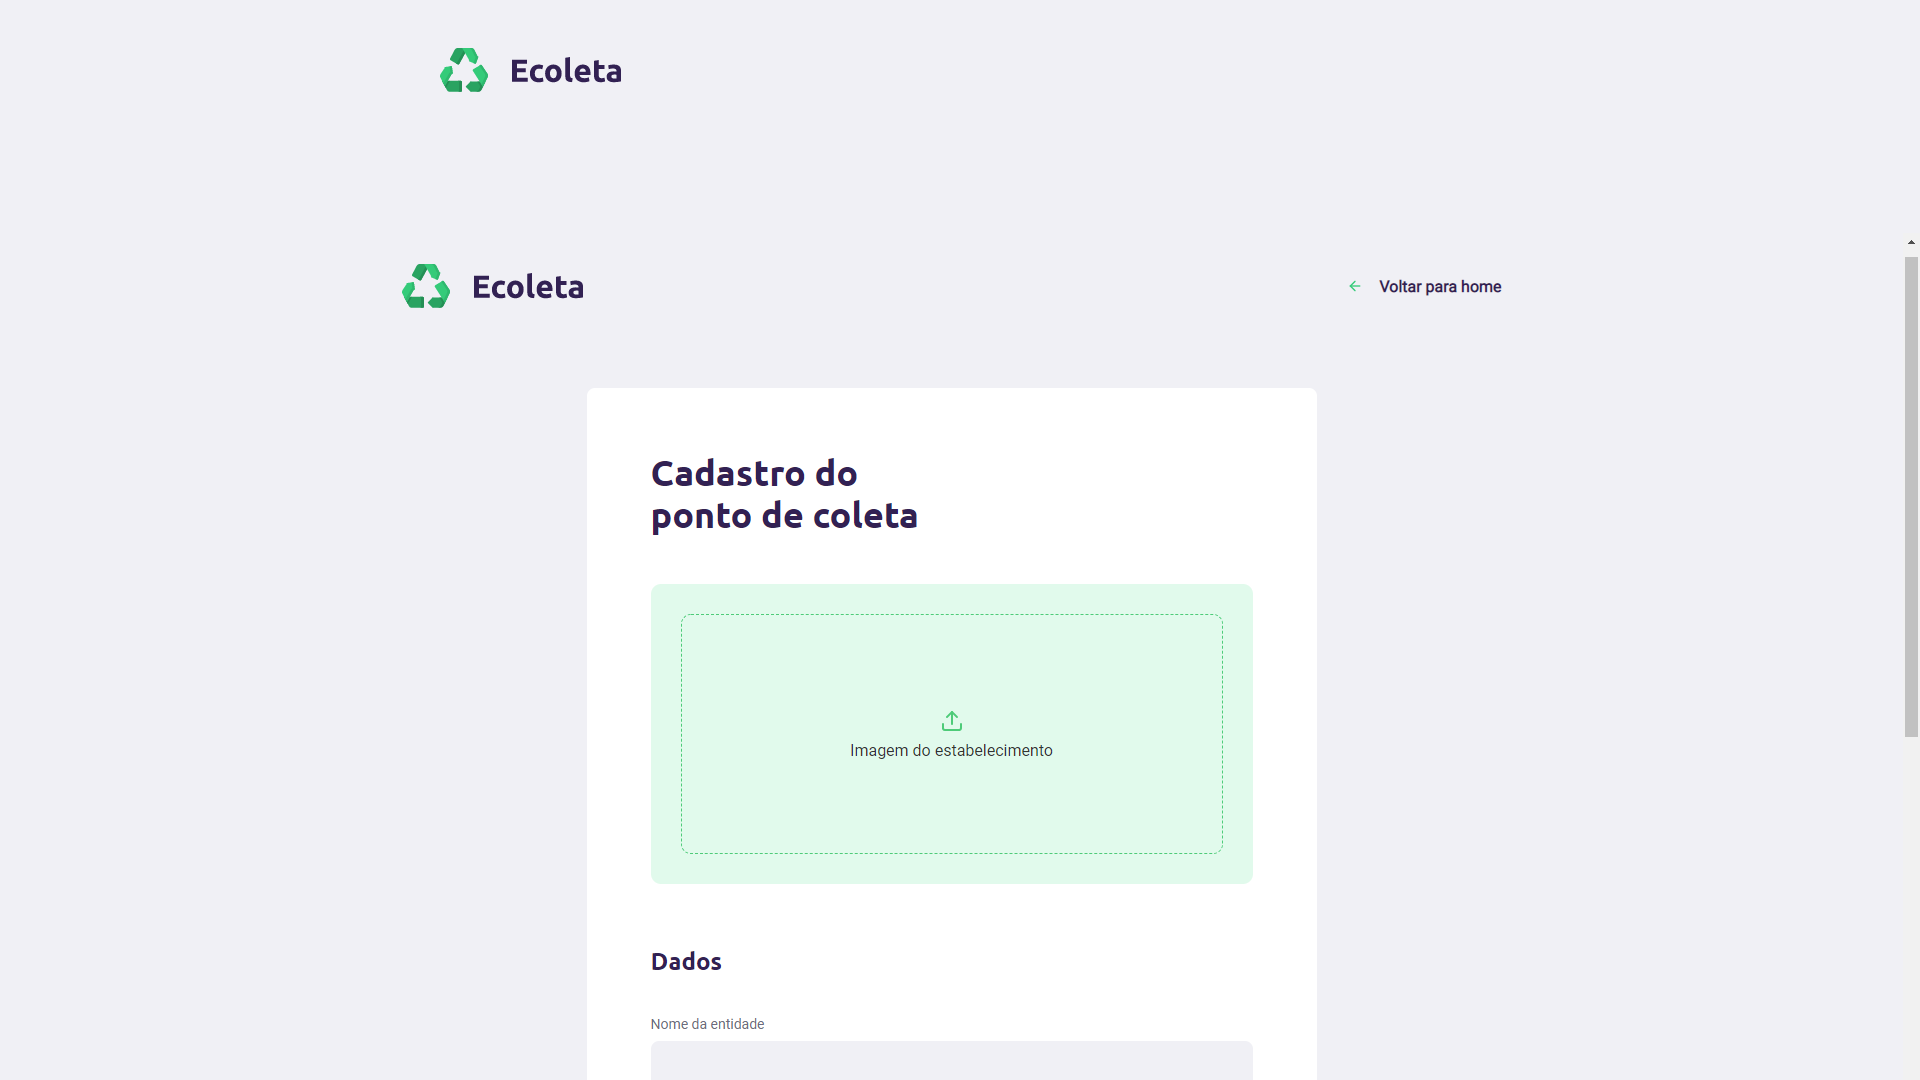 Ecoleta
Ecoleta
Voltar para home
Cadastro do
ponto de coleta
Imagem do estabelecimento
Dados
Nome da entidade